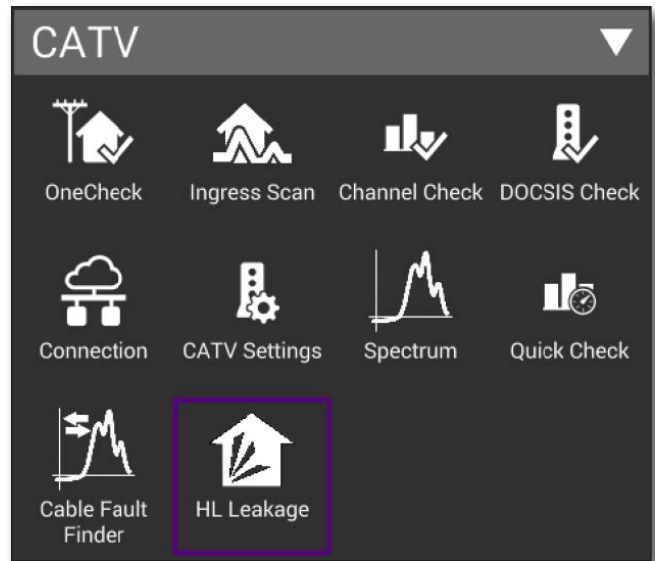 CATV
OneCheck
Ingress Scan
Channel Check
DOCSIS Check
Connection
CATV Settings
Spectrum
Quick Check
Cable Fault
Finder
HL Leakage